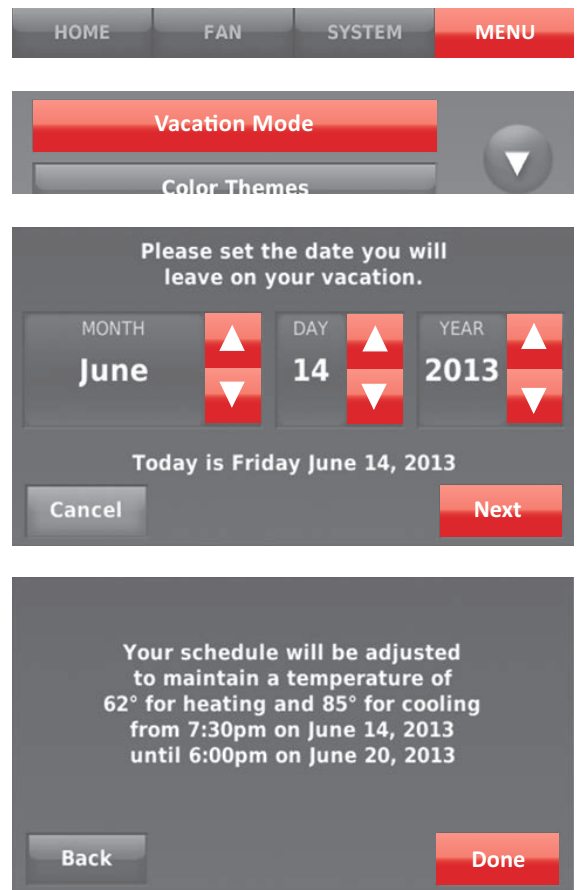 HOME FAN SYSTEM MENU
Vacation Mode
Color Themes
Please set the date you will
leave on your vacation.
MONTH DAY YEAR
June 14 2013
Today is Friday June 14, 2013
Cancel Next
Your schedule will be adjusted
to maintain a temperature of
62° for heating and 85° for cooling
from 7:30pm on June 14, 2013
until 6:00pm on June 20, 2013
Back Done